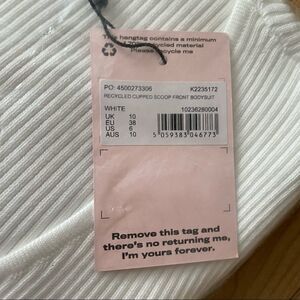 This hangtag contains a minimum
recycled material
Please recycle me
PO: 4500273306 K2235172
RECYCLED CUPPED SCOOP FRONT BODYSUIT
WHITE 10236280004
UK 10
EU 38
US 6
AUS 10
5 059383 046773
Remove this tag and
there's no returning me,
I'm yours forever.